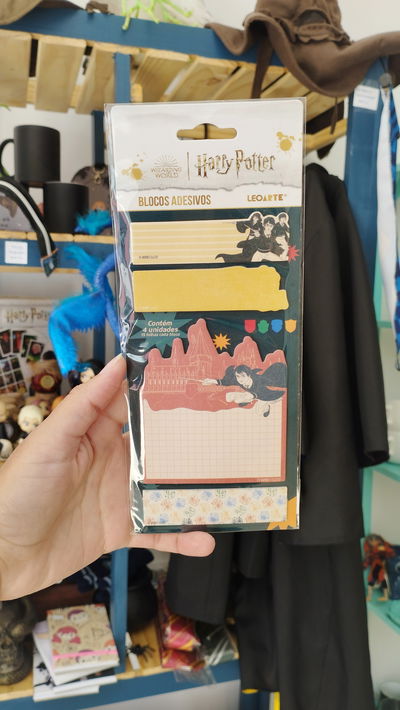 WIZARDING
WORLD
Harry Potter
BLOCOS ADESIVOS
LEOARTE
Contém
4 unidades
Harry Potter